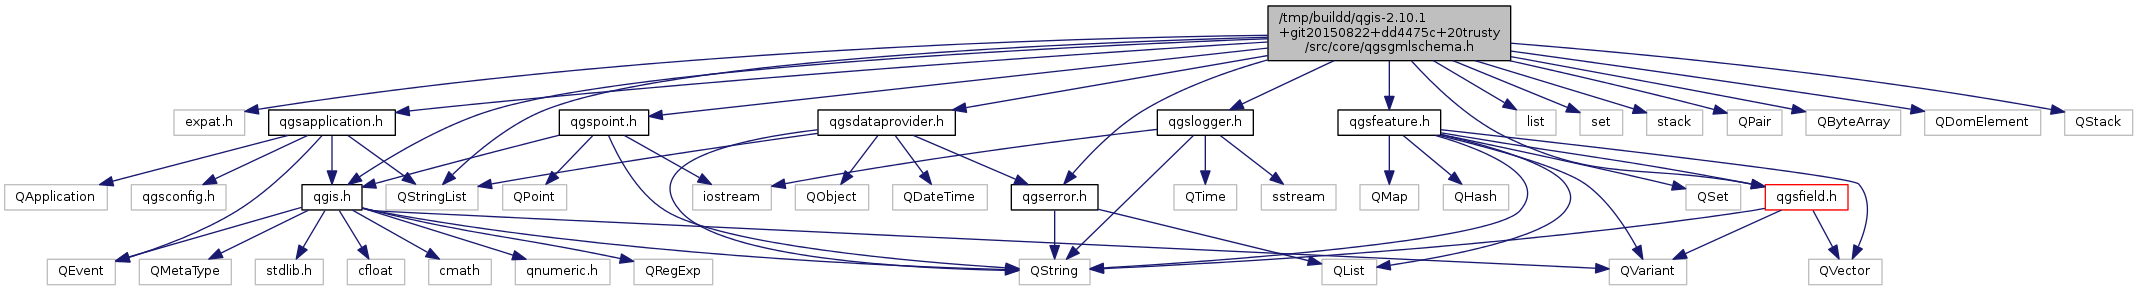 /tmp/buildd/qgis-2.10.1
+git20150822+dd4475c+20trusty
/src/core/qgsgmlschema.h
expat.h
qgsapplication.h
qgspoint.h
qgsdataprovider.h
qgslogger.h
qgsfeature.h
list
set
stack
QPair
QByteArray
QDomElement
QStack
QApplication
qgsconfig.h
qgis.h
QStringList
QPoint
iostream
QObject
QDateTime
qgserror.h
QTime
sstream
QMap
QHash
QSet
qgsfield.h
QEvent
QMetaType
stdlib.h
cfloat
cmath
qnumeric.h
QRegExp
QString
QList
QVariant
QVector